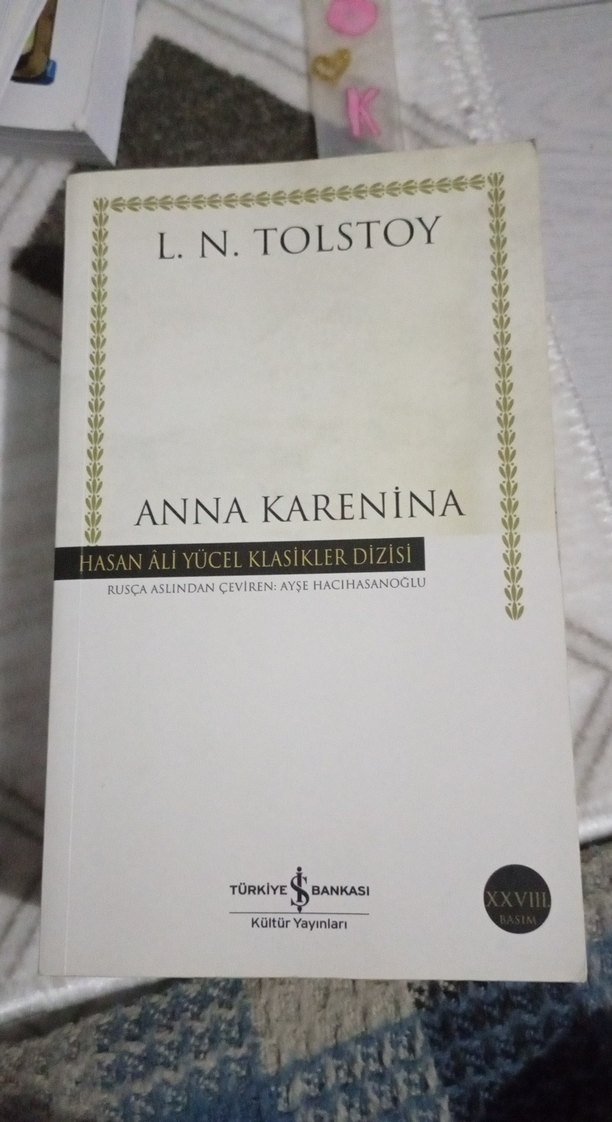 K
L. N. TOLSTOY
ANNA KARENİNA
HASAN ÂLİ YÜCEL KLASİKLER DİZİSİ
RUSÇA ASLINDAN ÇEVİREN: AYŞE HACIHASANOĞLU
TÜRKİYE İŞ BANKASI
Kültür Yayınları
XXVIII.
BASIM